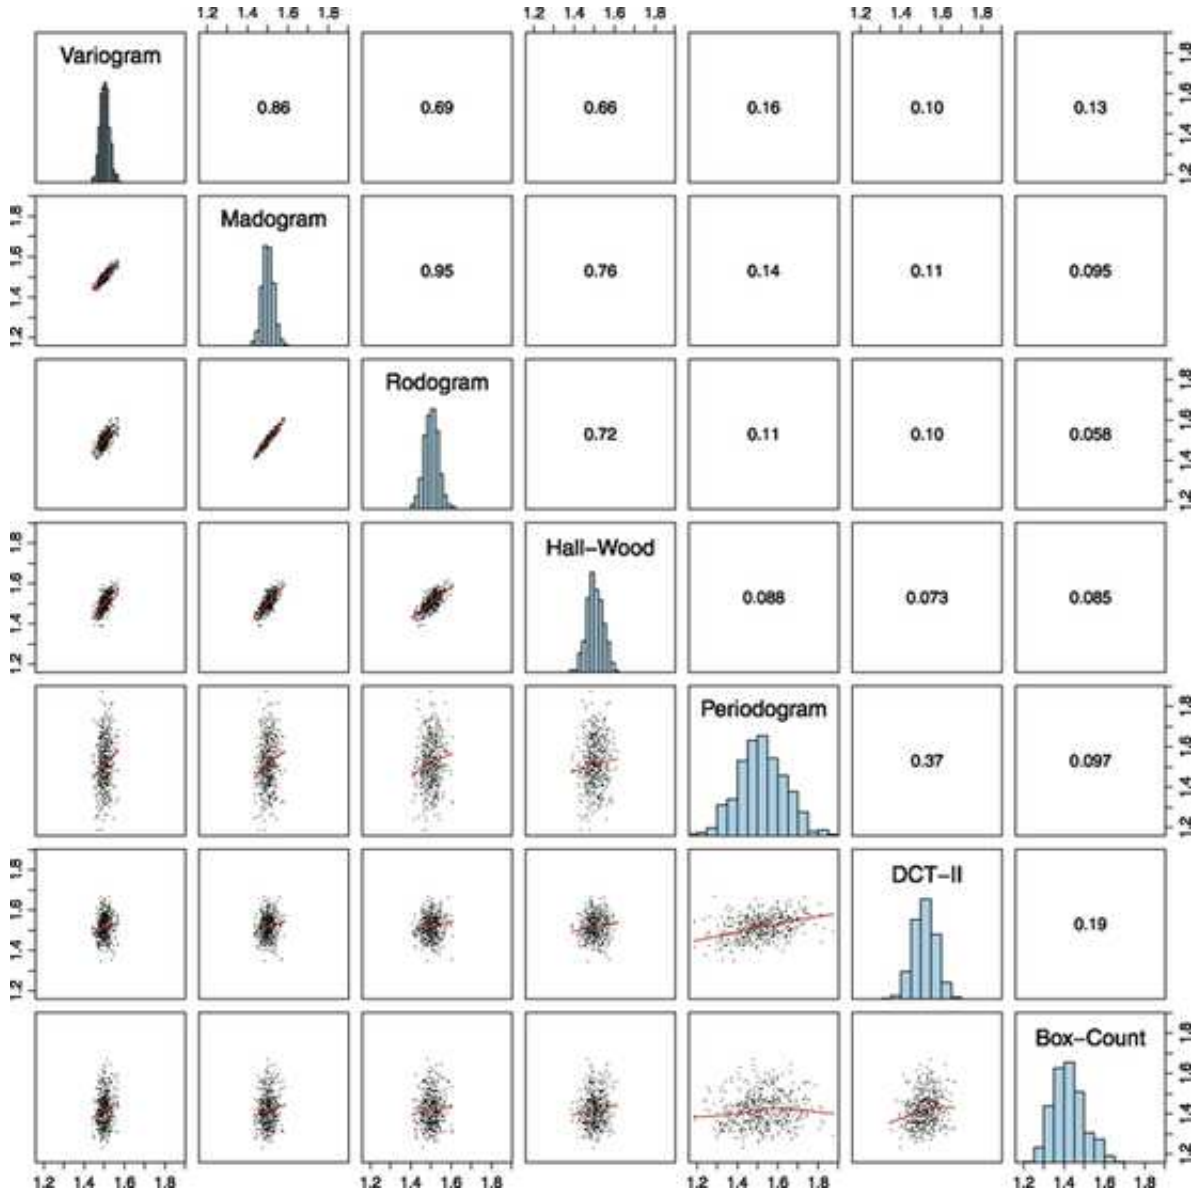 1.2 1.4 1.6 1.8 1.2 1.4 1.6 1.8 1.2 1.4 1.6 1.8
Variogram
0.86 0.69 0.66 0.16 0.10 0.13
1.2 1.4 1.6 1.8
1.2 1.4 1.6 1.8
Madogram
0.95 0.76 0.14 0.11 0.095
Rodogram
0.72 0.11 0.10 0.058
1.2 1.4 1.6 1.8
1.2 1.4 1.6 1.8
Hall–Wood
0.088 0.073 0.085
Periodogram
0.37 0.097
1.2 1.4 1.6 1.8
1.2 1.4 1.6 1.8
DCT–II
0.19
Box–Count
1.2 1.4 1.6 1.8
1.2 1.4 1.6 1.8 1.2 1.4 1.6 1.8 1.2 1.4 1.6 1.8 1.2 1.4 1.6 1.8